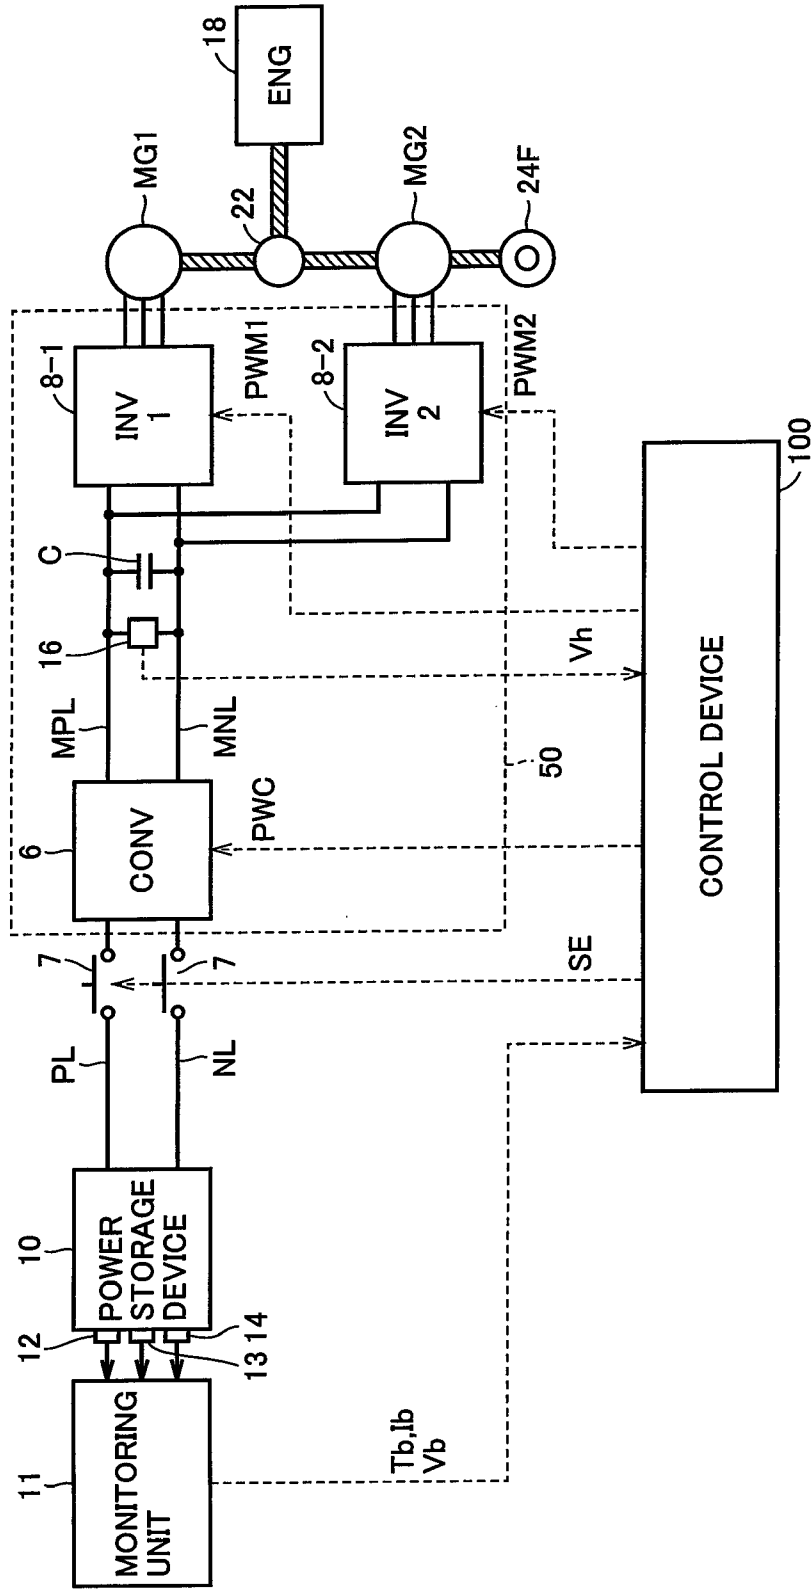 11
MONITORING
UNIT
12
13
14
10
POWER
STORAGE
DEVICE
PL
NL
7
7
6
CONV
MPL
MNL
16
C
8-1
INV
1
8-2
INV
2
MG1
22
MG2
24F
18
ENG
Tb,Ib
Vb
SE
PWC
50
Vh
PWM1
PWM2
CONTROL DEVICE
100